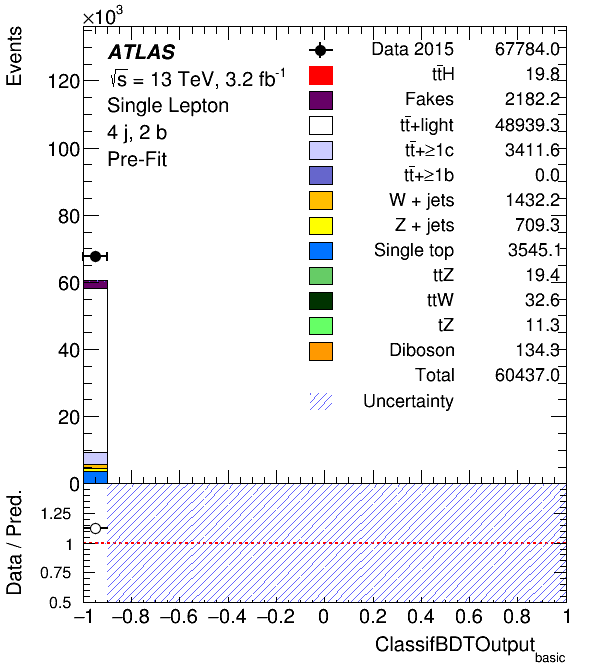 ×10³
Events
ATLAS
√s = 13 TeV, 3.2 fb⁻¹
Single Lepton
4 j, 2 b
Pre-Fit
Data 2015 67784.0
tt̄H 19.8
Fakes 2182.2
tt̄+light 48939.3
tt̄+≥1c 3411.6
tt̄+≥1b 0.0
W + jets 1432.2
Z + jets 709.3
Single top 3545.1
ttZ 19.4
ttW 32.6
tZ 11.3
Diboson 134.3
Total 60437.0
Uncertainty
120
100
80
60
40
20
0
Data / Pred.
1.25
1
0.75
0.5
−1 −0.8 −0.6 −0.4 −0.2 0 0.2 0.4 0.6 0.8 1
ClassifBDTOutput_basic